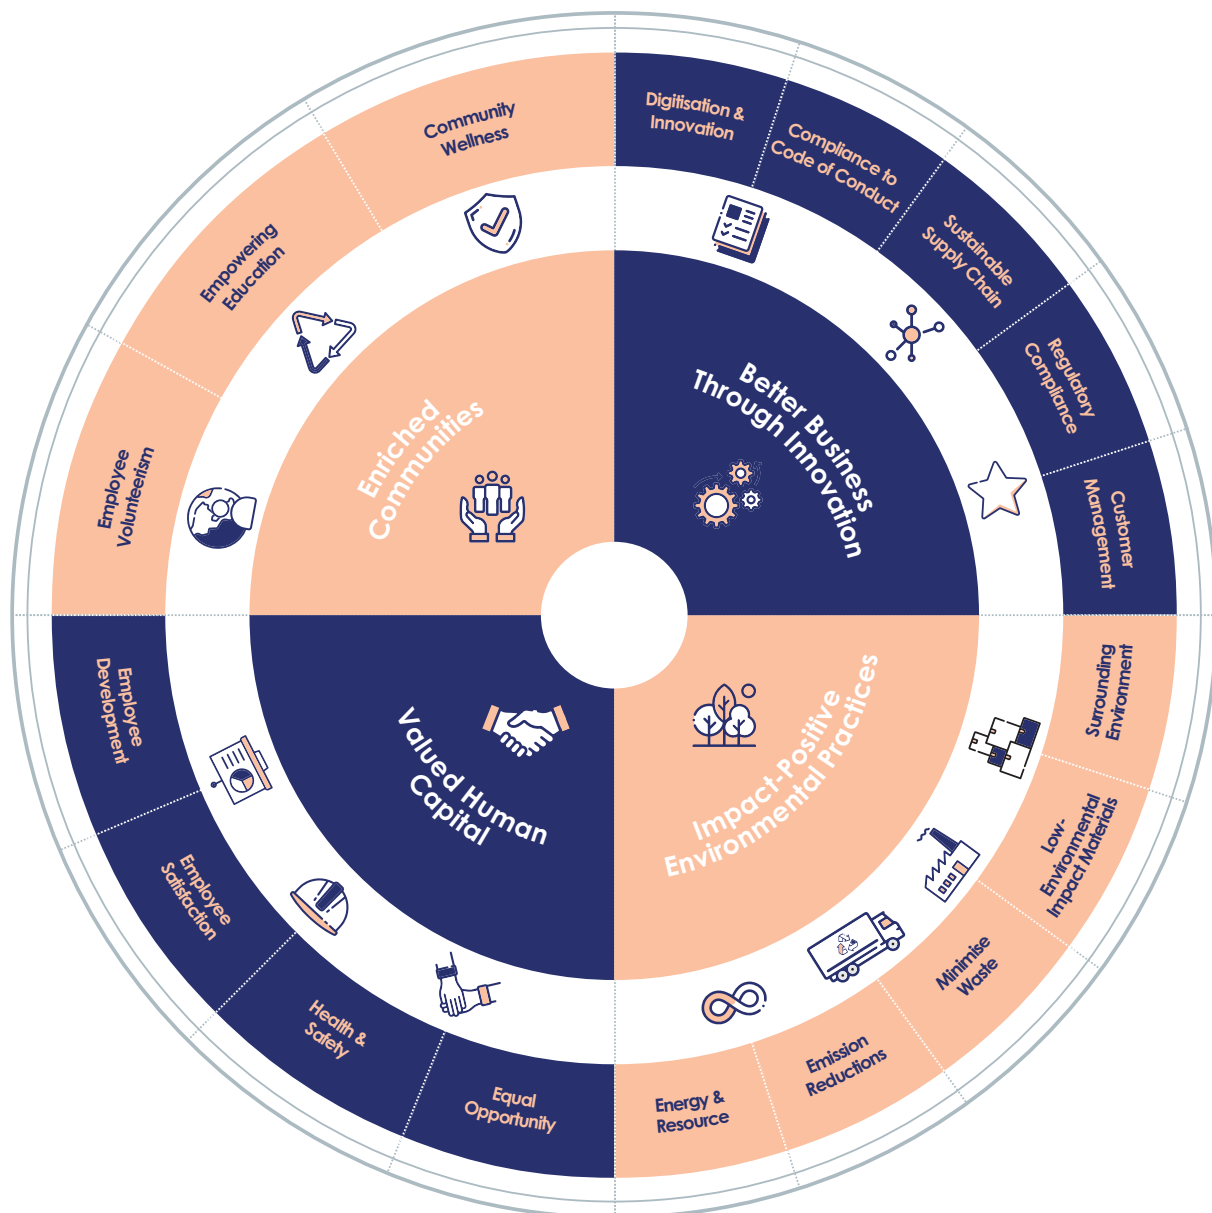 Digitisation &
Innovation
Compliance to
Code of Conduct
Sustainable
Supply Chain
Regulatory
Compliance
Customer
Management
Surrounding
Environment
Low-
Environmental
Impact Materials
Minimise
Waste
Emission
Reductions
Energy &
Resource
Equal
Opportunity
Health &
Safety
Employee
Satisfaction
Employee
Development
Employee
Volunteerism
Empowering
Education
Community
Wellness
Better Business
Through Innovation
Impact-Positive
Environmental Practices
Valued Human
Capital
Enriched
Communities